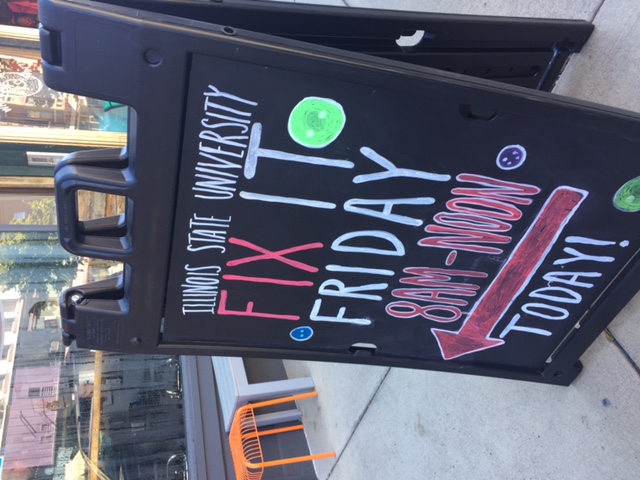 ILLINOIS STATE UNIVERSITY
FIX IT
FRIDAY
8AM-NOON
TODAY!